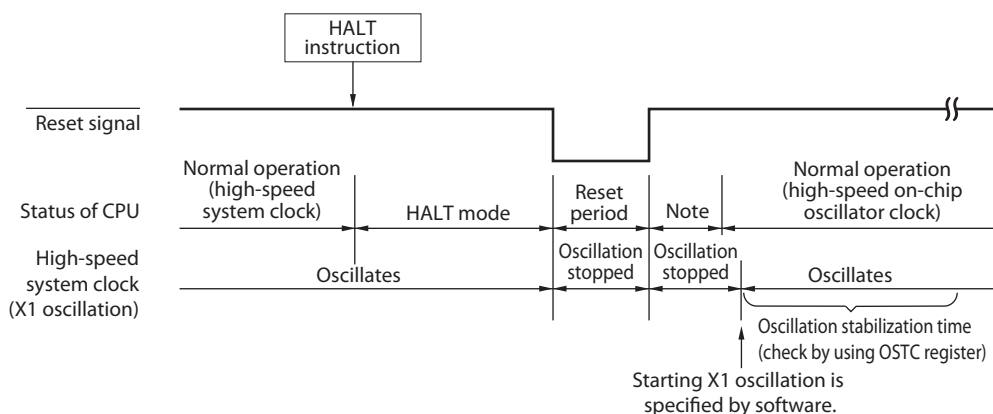 HALT
instruction
Reset signal
Status of CPU
Normal operation
(high-speed
system clock)
HALT mode
Reset
period
Note
Normal operation
(high-speed on-chip
oscillator clock)
High-speed
system clock
(X1 oscillation)
Oscillates
Oscillation
stopped
Oscillation
stopped
Oscillates
Oscillation stabilization time
(check by using OSTC register)
Starting X1 oscillation is
specified by software.